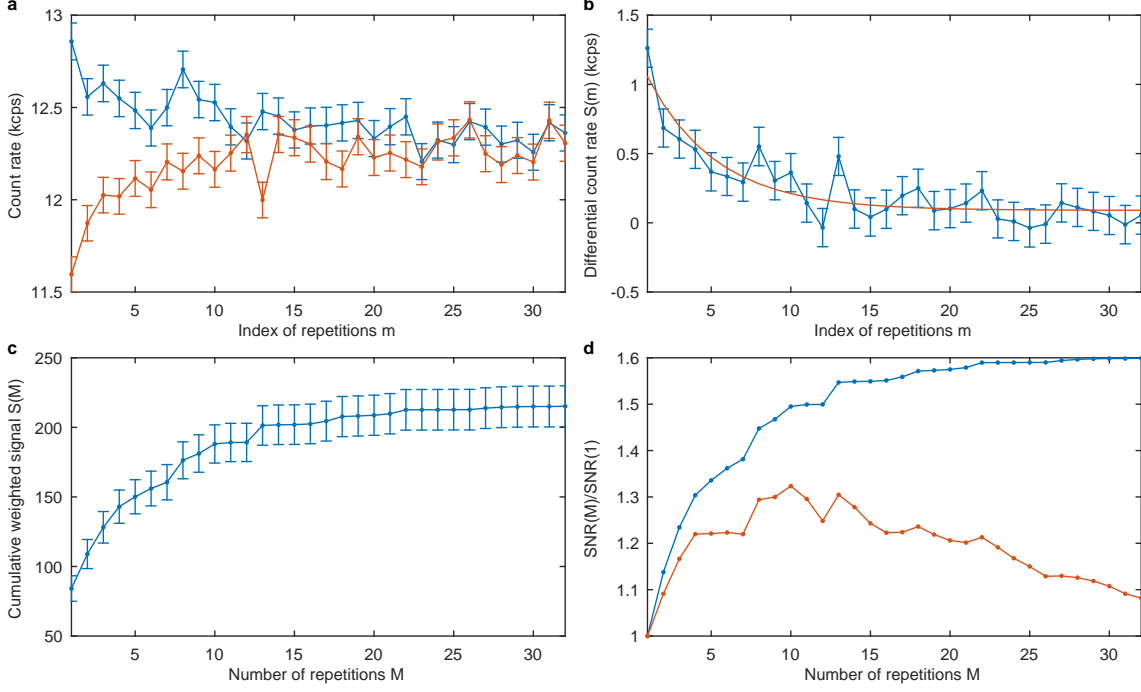 a
13
12.5
12
11.5
Count rate (kcps)
5 10 15 20 25 30
Index of repetitions m
b
1.5
1
0.5
0
-0.5
Differential count rate S(m) (kcps)
5 10 15 20 25 30
Index of repetitions m
c
250
200
150
100
50
Cumulative weighted signal S(M)
5 10 15 20 25 30
Number of repetitions M
d
1.6
1.5
1.4
1.3
1.2
1.1
1
SNR(M)/SNR(1)
5 10 15 20 25 30
Number of repetitions M